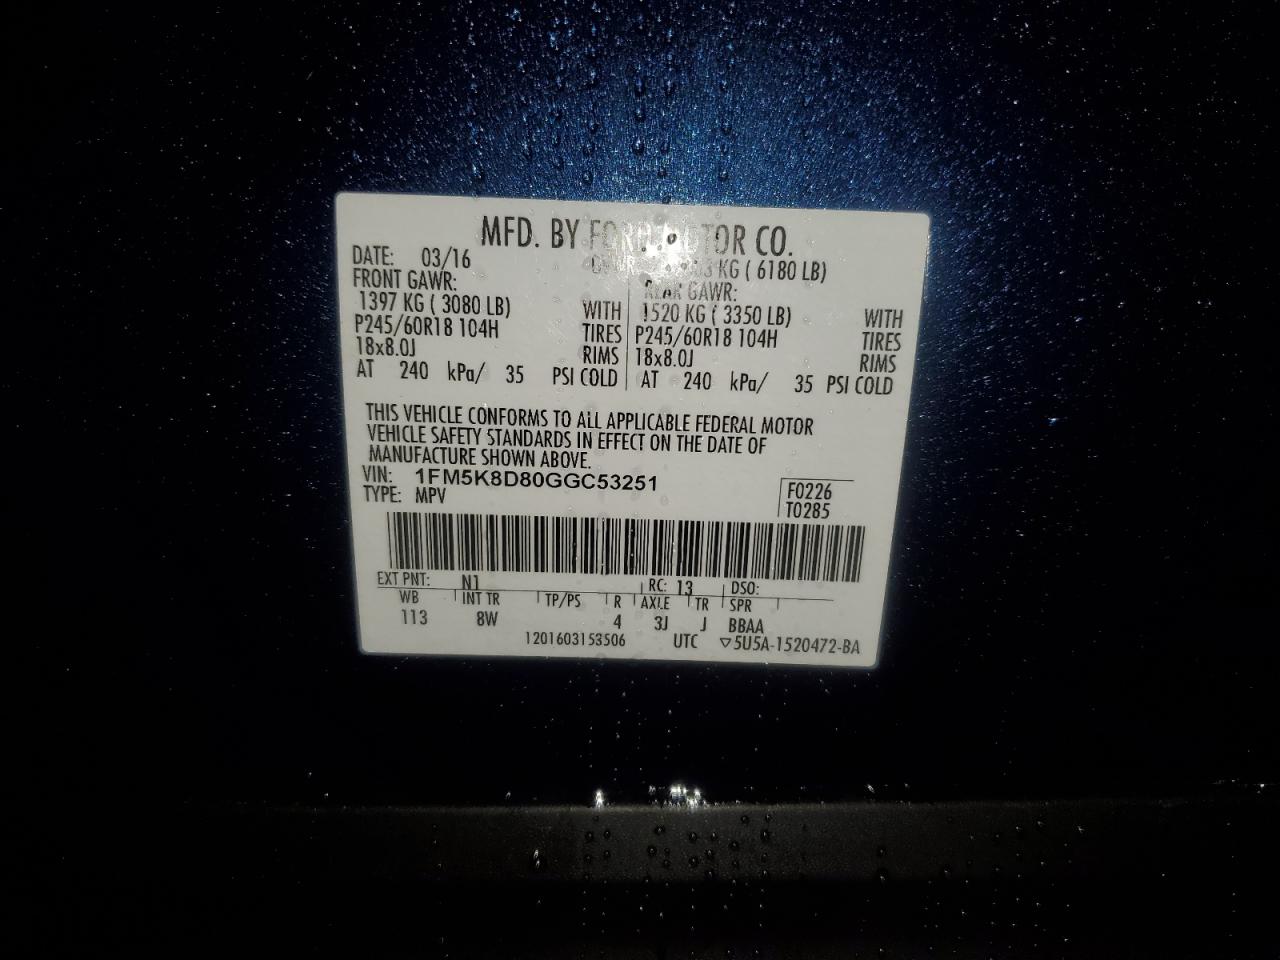 MFD. BY FORD MOTOR CO.
DATE: 03/16
KG ( 6180 LB)
FRONT GAWR:
1397 KG ( 3080 LB) WITH
P245/60R18 104H TIRES
18x8.0J RIMS
AT 240 kPa/ 35 PSI COLD
REAR GAWR:
1520 KG ( 3350 LB) WITH
P245/60R18 104H TIRES
18x8.0J RIMS
AT 240 kPa/ 35 PSI COLD
THIS VEHICLE CONFORMS TO ALL APPLICABLE FEDERAL MOTOR
VEHICLE SAFETY STANDARDS IN EFFECT ON THE DATE OF
MANUFACTURE SHOWN ABOVE.
VIN: 1FM5K8D80GGC53251
TYPE: MPV
F0226
T0285
EXT PNT: N1 RC: 13 DSO:
WB INT TR TP/PS R AXLE TR SPR
113 8W 4 3J J BBAA
1201603153506 UTC ▽5U5A-1520472-BA